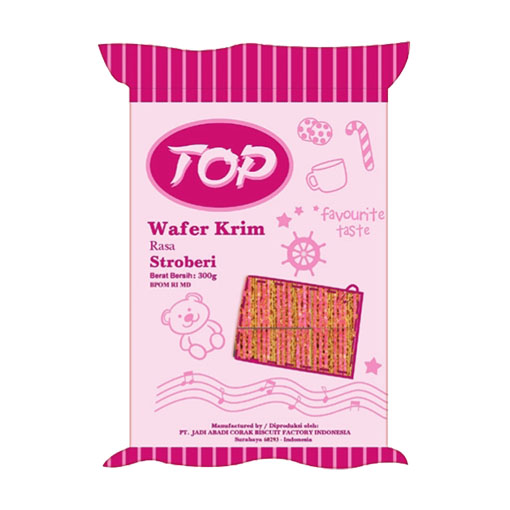 TOP
favourite
taste
Wafer Krim
Rasa
Stroberi
Berat Bersih : 300g
BPOM RI MD
Manufactured by / Diproduksi oleh:
PT. JADI ABADI CORAK BISCUIT FACTORY INDONESIA
Surabaya 60293 - Indonesia